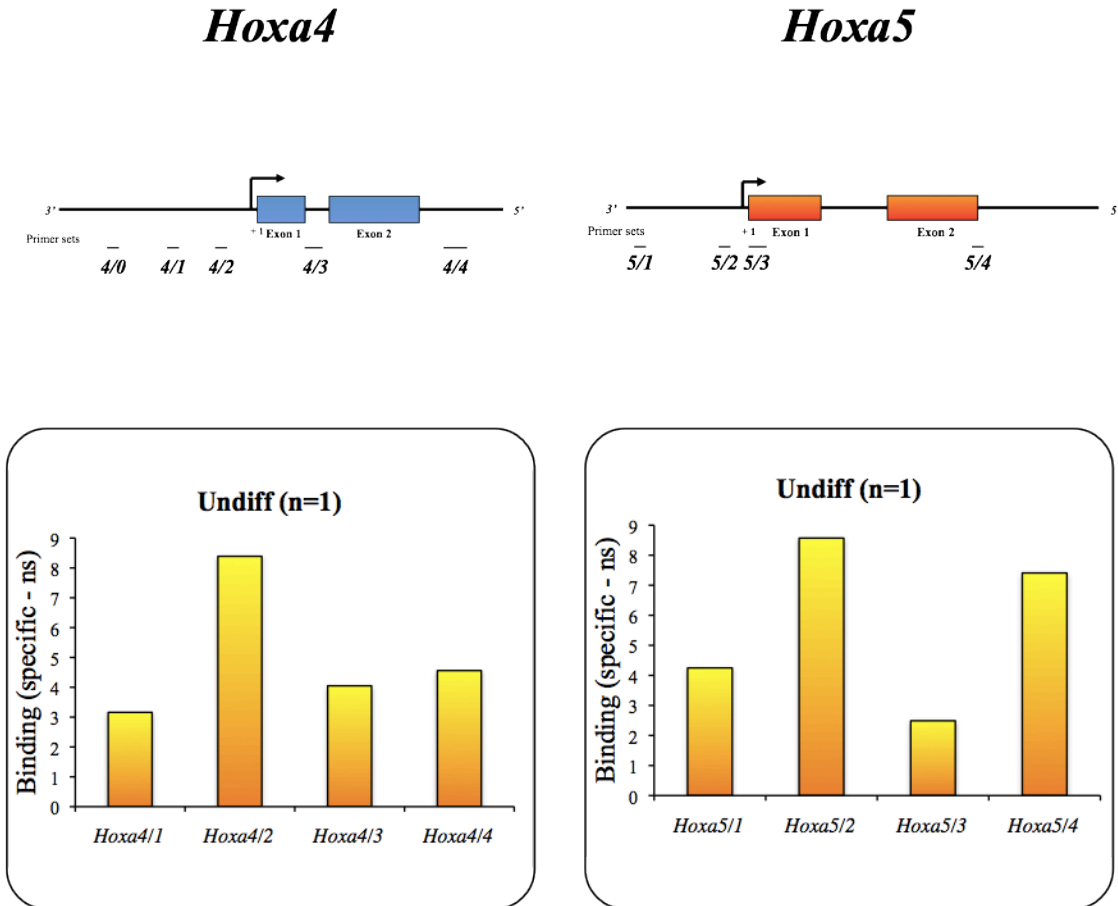 Hoxa4
Hoxa5
3’ 5’
+ 1 Exon 1 Exon 2
Primer sets
4/0 4/1 4/2 4/3 4/4
3’ 5
+ 1 Exon 1 Exon 2
Primer sets
5/1 5/2 5/3 5/4
Undiff (n=1)
Binding (specific - ns)
9
8
7
6
5
4
3
2
1
0
Hoxa4/1 Hoxa4/2 Hoxa4/3 Hoxa4/4
Undiff (n=1)
Binding (specific - ns)
9
8
7
6
5
4
3
2
1
0
Hoxa5/1 Hoxa5/2 Hoxa5/3 Hoxa5/4